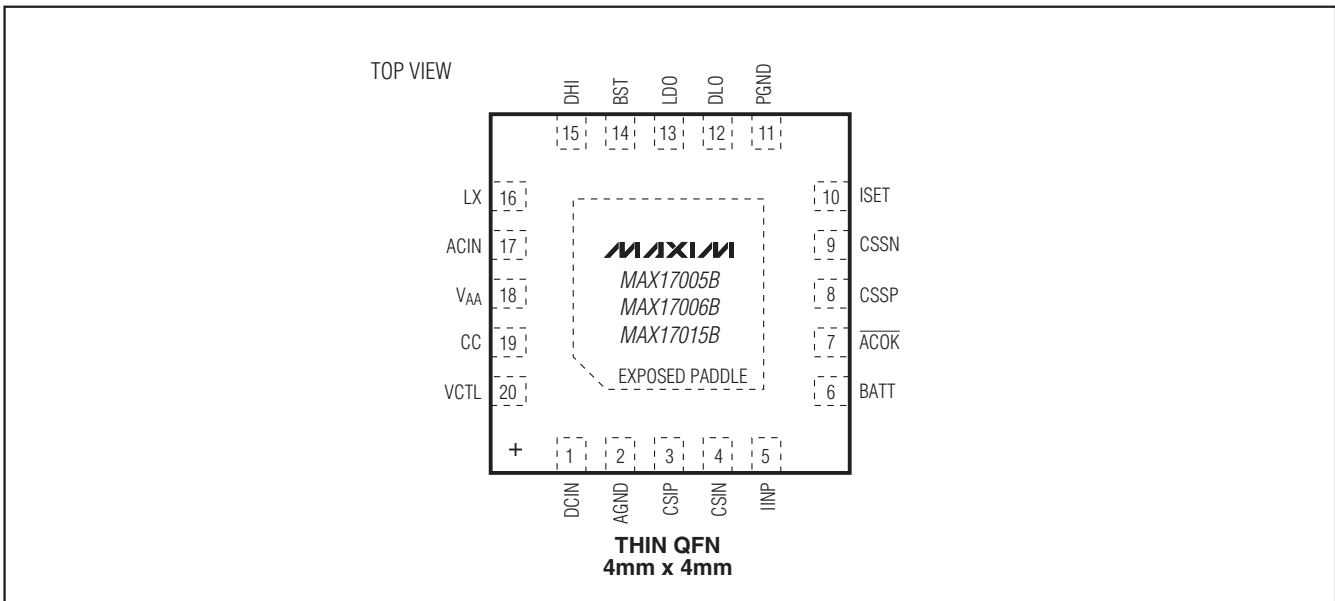 TOP VIEW
DHI
BST
LDO
DLO
PGND
15 14 13 12 11
LX 16
10 ISET
ACIN 17
9 CSSN
VAA 18
8 CSSP
CC 19
7 ACOK
VCTL 20
6 BATT
MAXIM
MAX17005B
MAX17006B
MAX17015B
EXPOSED PADDLE
+ 1 2 3 4 5
DCIN
AGND
CSIP
CSIN
IINP
THIN QFN
4mm x 4mm